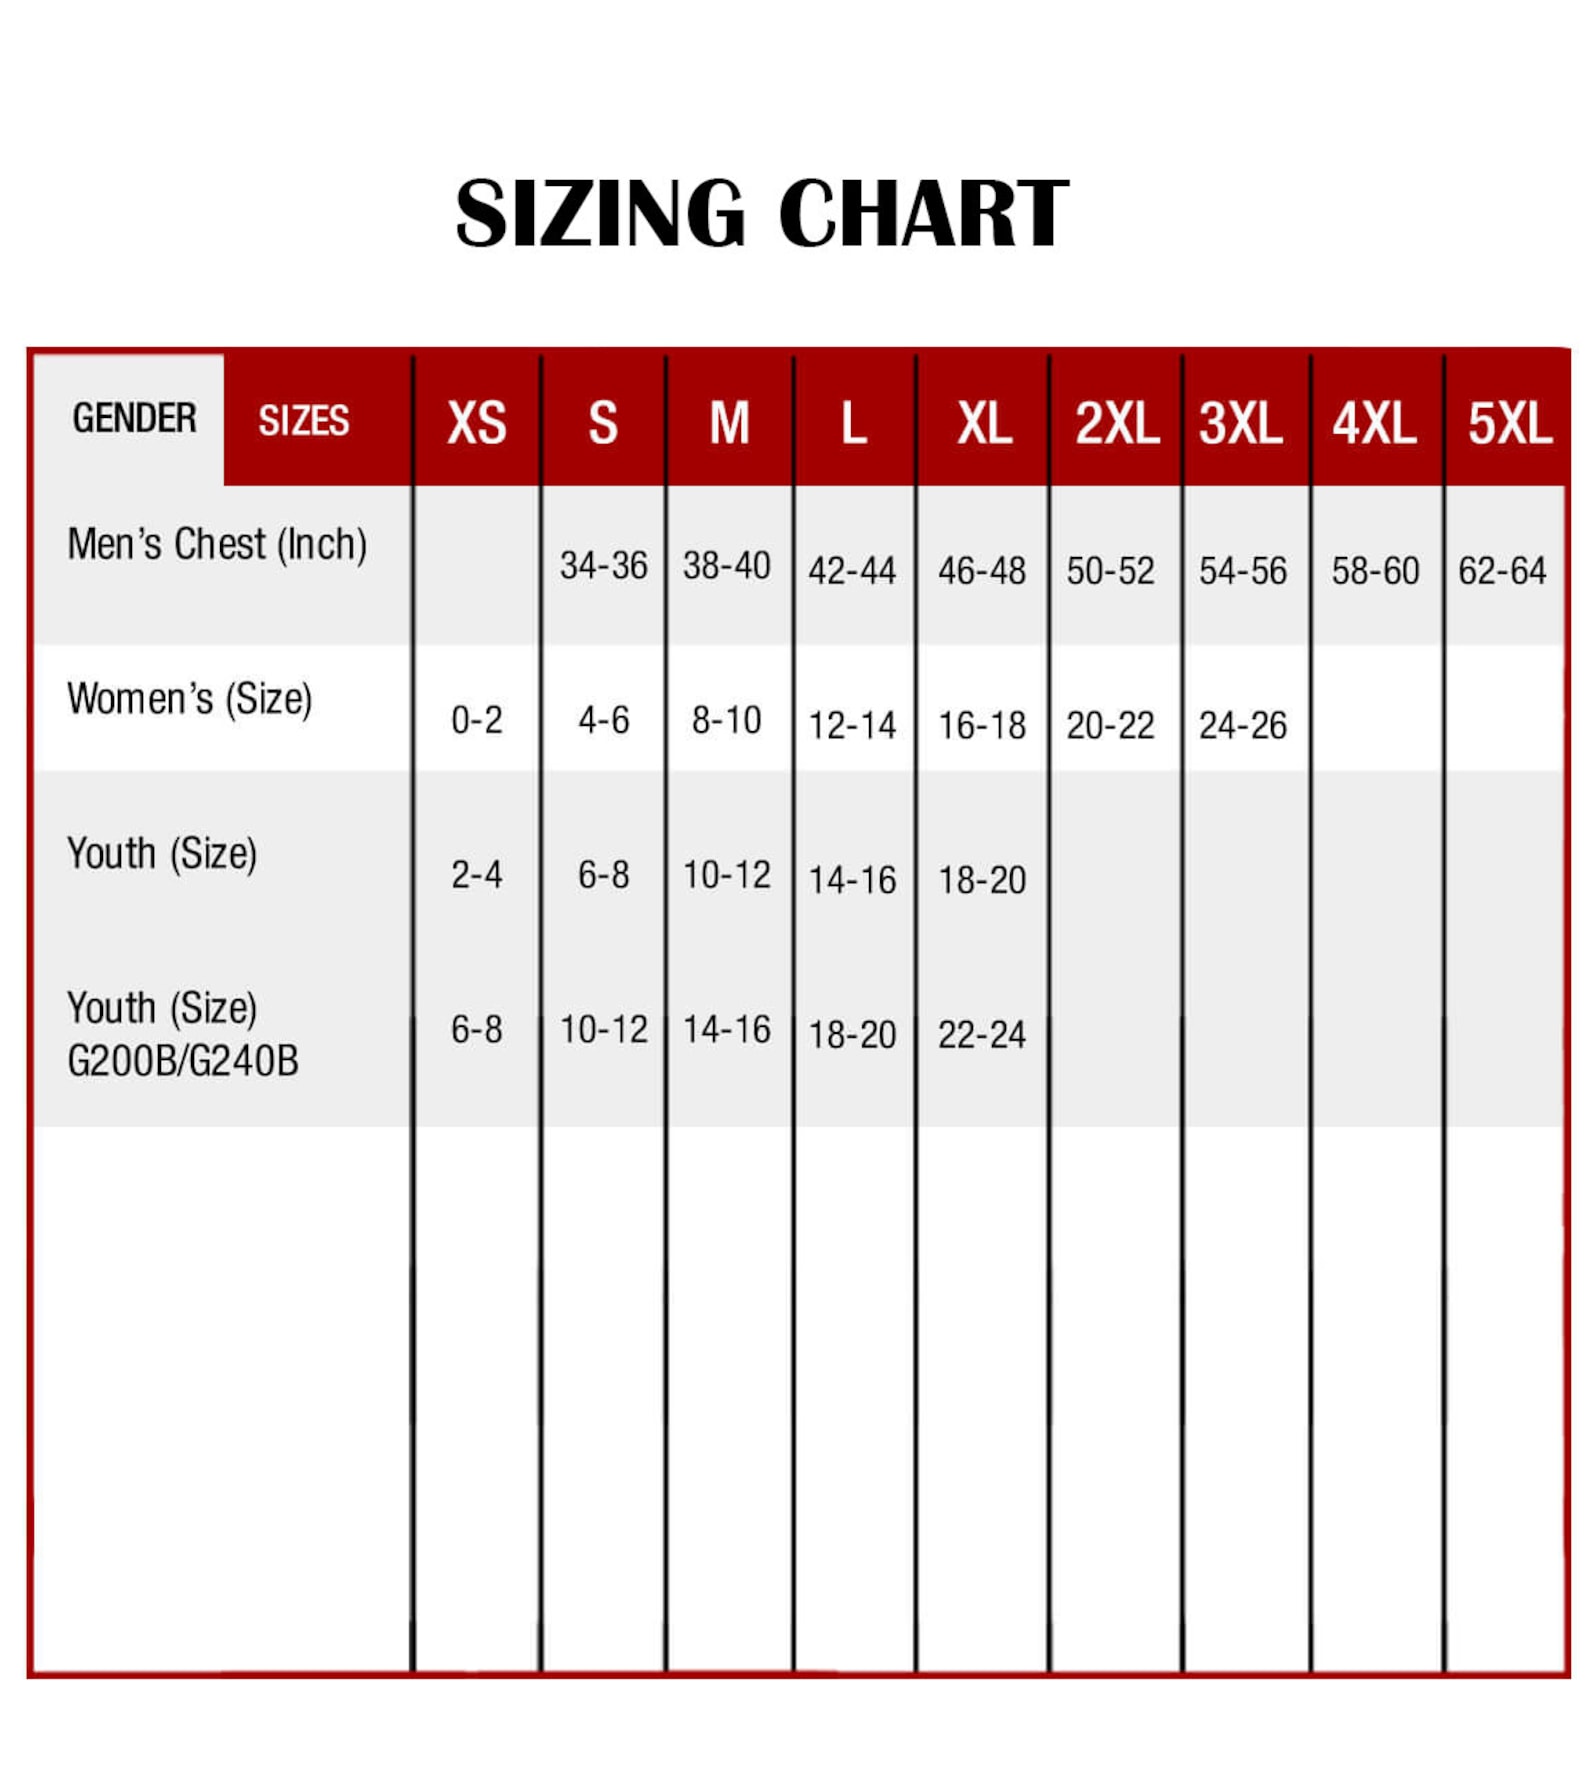 SIZING CHART
GENDER SIZES XS S M L XL 2XL 3XL 4XL 5XL
Men’s Chest (Inch) 34-36 38-40 42-44 46-48 50-52 54-56 58-60 62-64
Women’s (Size) 0-2 4-6 8-10 12-14 16-18 20-22 24-26
Youth (Size) 2-4 6-8 10-12 14-16 18-20
Youth (Size) 6-8 10-12 14-16 18-20 22-24
G200B/G240B